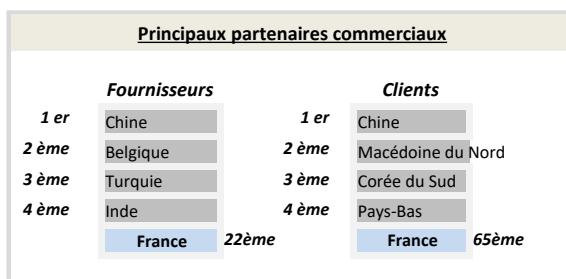 Principaux partenaires commerciaux
Fournisseurs Clients
1 er Chine 1 er Chine
2 ème Belgique 2 ème Macédoine du Nord
3 ème Turquie 3 ème Corée du Sud
4 ème Inde 4 ème Pays-Bas
France 22ème France 65ème